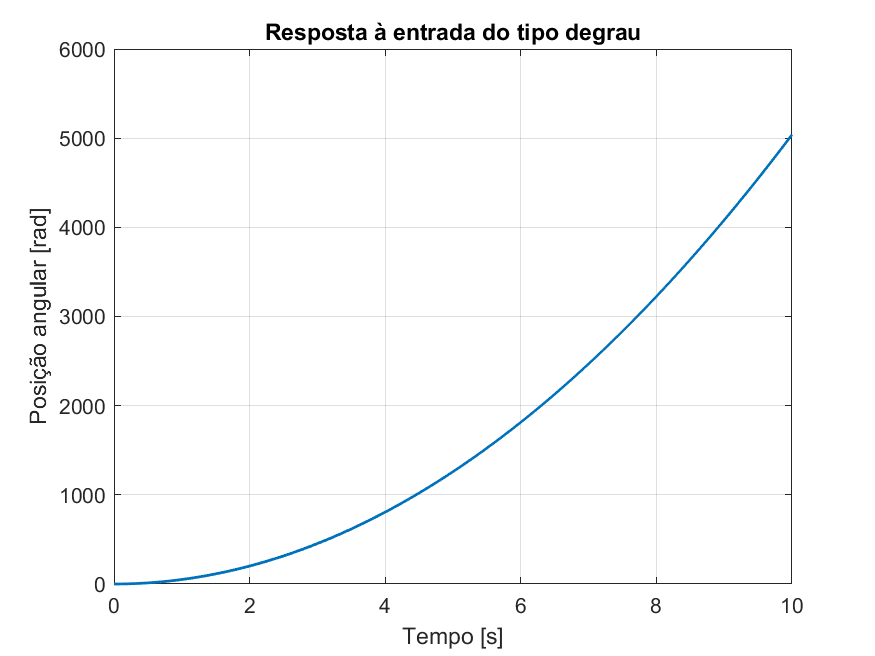 Resposta à entrada do tipo degrau
6000
5000
4000
3000
2000
1000
0
Posição angular [rad]
0 2 4 6 8 10
Tempo [s]